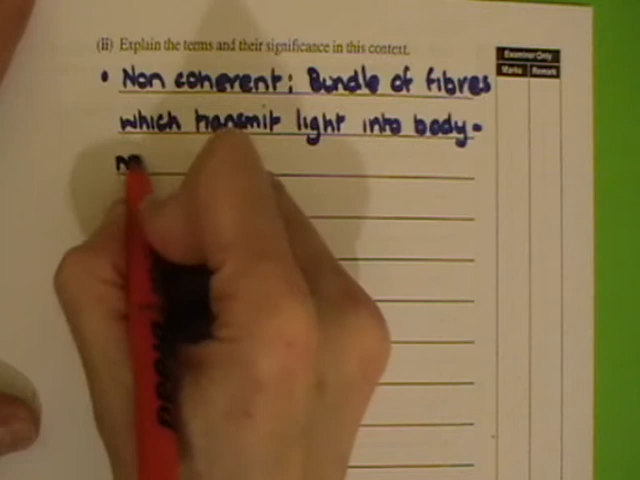 (ii) Explain the terms and their significance in this context.
Examiner Only
Marks Remark
• Non coherent: Bundle of fibres
which transmit light into body-